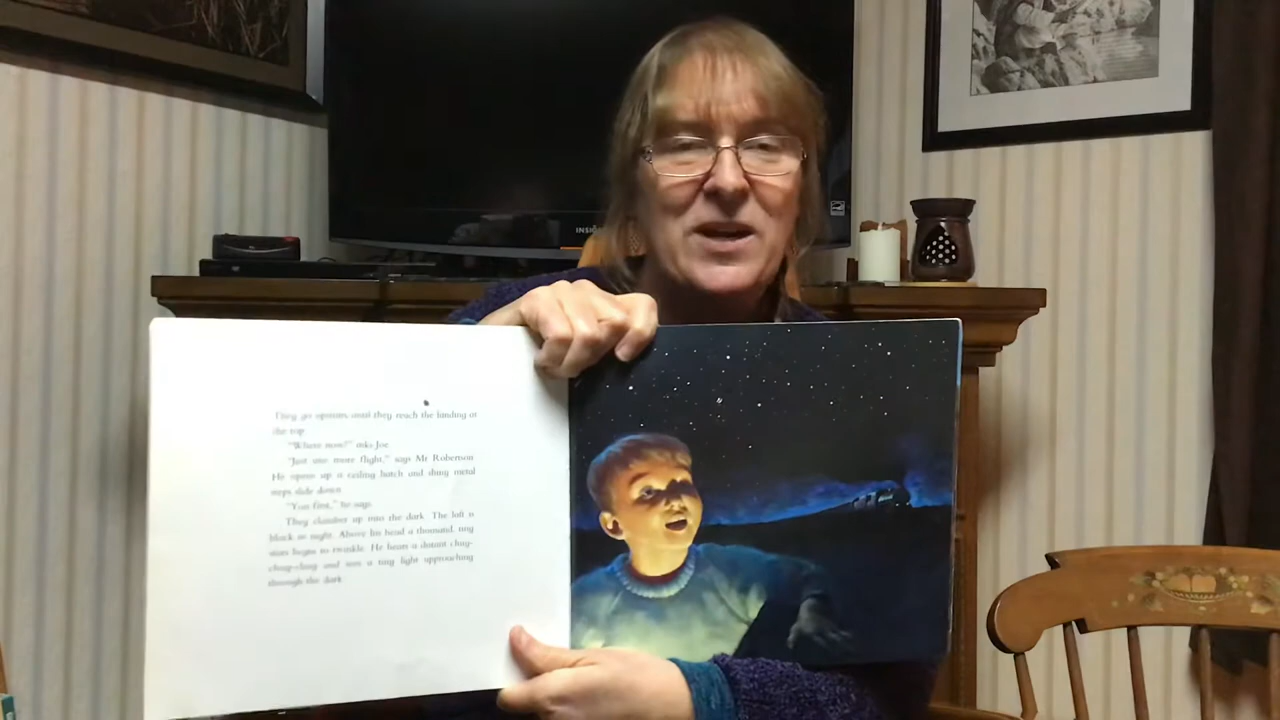 They go upstairs until they reach the landing at
the top.
"Where now?" asks Joe.
"Just one more flight," says Mr Roberson.
He opens up a ceiling hatch and shiny metal
steps slide down.
"You first," he says.
They clamber up into the dark. The loft is
black as night. Above his head a thousand tiny
stars begin to twinkle. He hears a distant chug-
chug-chug and sees a tiny light approaching
through the dark.